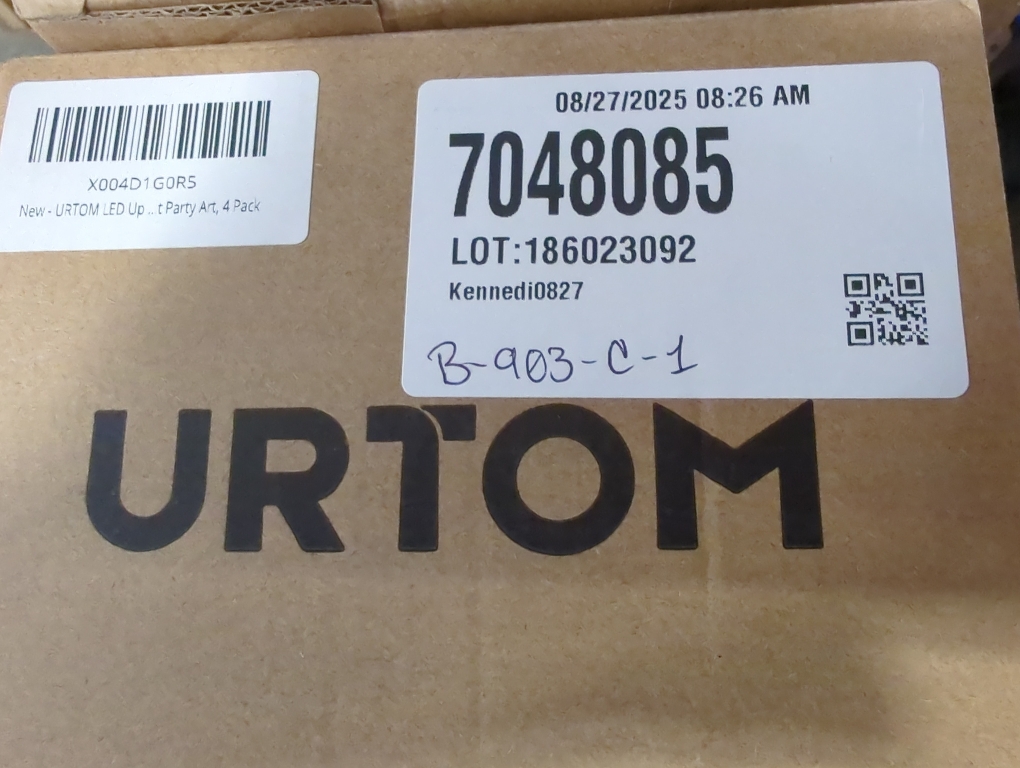 X004D1G0R5
New - URTOM LED Up ...t Party Art, 4 Pack
08/27/2025 08:26 AM
7048085
LOT:186023092
Kennedi0827
B-903-C-1
URTOM